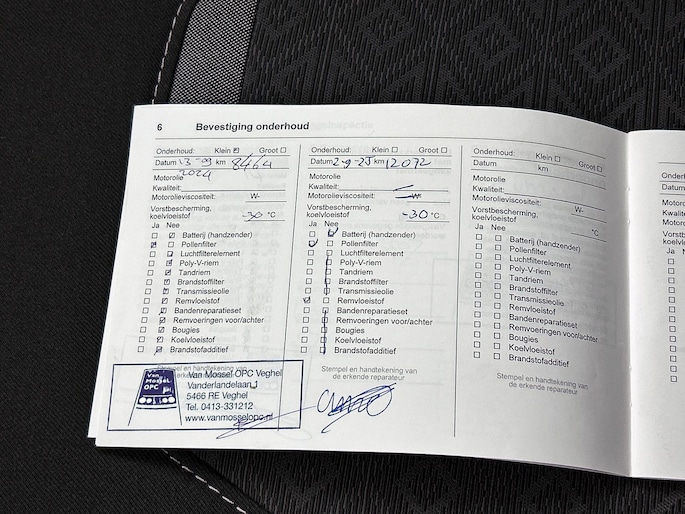 6 Bevestiging onderhoud
Onderhoud: Klein Groot
Datum 13-09 km 8464
2024
Motorolie
Kwaliteit:
Motorolieviscositeit: W-
Vorstbescherming,
koelvloeistof -30 °C
Ja Nee
Batterij (handzender)
Pollenfilter
Luchtfilterelement
Poly-V-riem
Tandriem
Brandstoffilter
Transmissieolie
Remvloeistof
Bandenreparatieset
Remvoeringen voor/achter
Bougies
Koelvloeistof
Brandstofadditief
Van Mossel OPC
Van Mossel OPC Veghel
Vanderlandelaan 1
5466 RE Veghel
Tel. 0413-331212
www.vanmosselopc.nl
Onderhoud: Klein Groot
Datum 2-9-25 km 12072
Motorolie
Kwaliteit:
Motorolieviscositeit: W-
Vorstbescherming,
koelvloeistof -30 °C
Ja Nee
Batterij (handzender)
Pollenfilter
Luchtfilterelement
Poly-V-riem
Tandriem
Brandstoffilter
Transmissieolie
Remvloeistof
Bandenreparatieset
Remvoeringen voor/achter
Bougies
Koelvloeistof
Brandstofadditief
Stempel en handtekening van
de erkende reparateur
Onderhoud: Klein Groot
Datum km
Motorolie
Kwaliteit:
Motorolieviscositeit: W-
Vorstbescherming,
koelvloeistof °C
Ja Nee
Batterij (handzender)
Pollenfilter
Luchtfilterelement
Poly-V-riem
Tandriem
Brandstoffilter
Transmissieolie
Remvloeistof
Bandenreparatieset
Remvoeringen voor/achter
Bougies
Koelvloeistof
Brandstofadditief
Stempel en handtekening van
de erkende reparateur
Datum
Ja